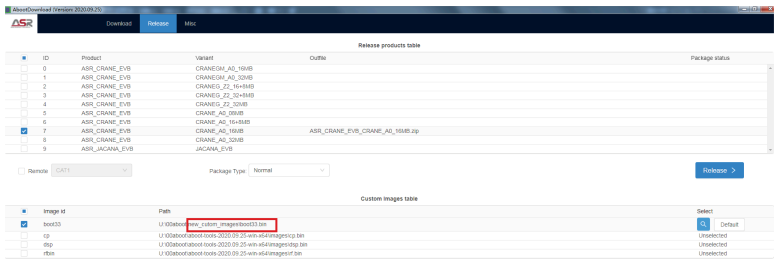 AbootDownload (Version: 2020.09.25)
ASR Download Release Misc
Release products table
ID Product Variant Outfile Package status
0 ASR_CRANE_EVB CRANEGM_A0_16MB
1 ASR_CRANE_EVB CRANEGM_A0_32MB
2 ASR_CRANE_EVB CRANEG_Z2_16+8MB
3 ASR_CRANE_EVB CRANEG_Z2_32+8MB
4 ASR_CRANE_EVB CRANEG_Z2_32MB
5 ASR_CRANE_EVB CRANE_A0_08MB
6 ASR_CRANE_EVB CRANE_A0_16+8MB
7 ASR_CRANE_EVB CRANE_A0_16MB ASR_CRANE_EVB_CRANE_A0_16MB.zip
8 ASR_CRANE_EVB CRANE_A0_32MB
9 ASR_JACANA_EVB JACANA_EVB
Remote CAT1 Package Type: Normal Release >
Custom Images table
Image Id Path Select
boot33 U:\00aboot\new_cutom_images\boot33.bin Default
cp U:\00aboot\aboot-tools-2020.09.25-win-x64\images\cp.bin Unselected
dsp U:\00aboot\aboot-tools-2020.09.25-win-x64\images\dsp.bin Unselected
rfbin U:\00aboot\aboot-tools-2020.09.25-win-x64\images\rf.bin Unselected